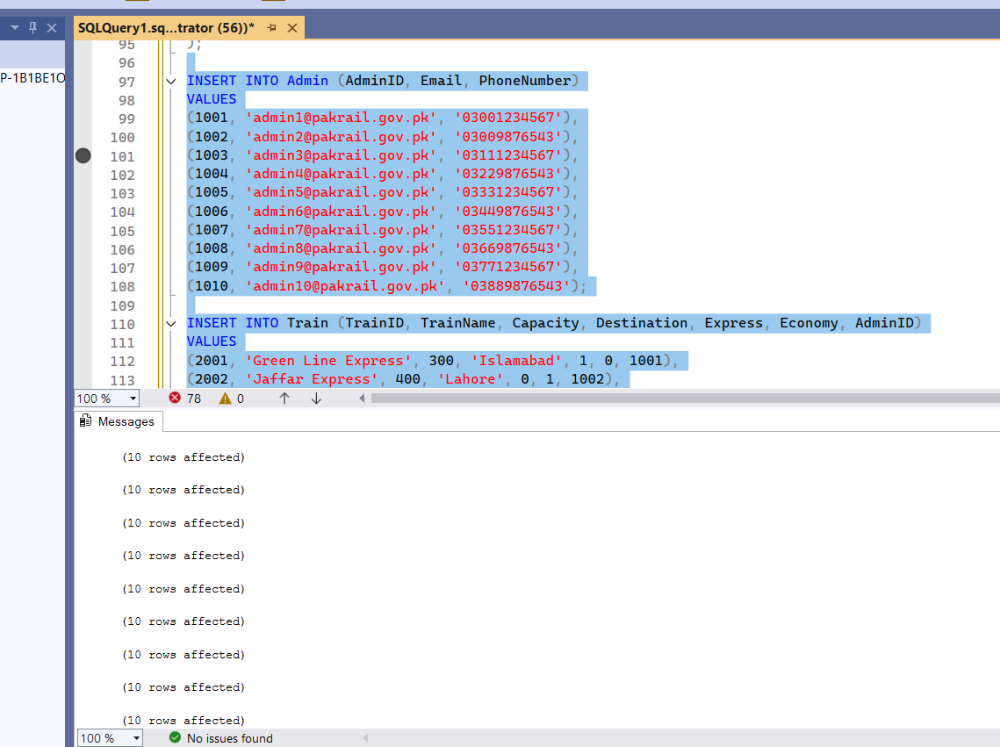 SQLQuery1.sq...trator (56))*
P-1B1BE1O
95 );
96
97 INSERT INTO Admin (AdminID, Email, PhoneNumber)
98 VALUES
99 (1001, 'admin1@pakrail.gov.pk', '03001234567'),
100 (1002, 'admin2@pakrail.gov.pk', '03009876543'),
101 (1003, 'admin3@pakrail.gov.pk', '03111234567'),
102 (1004, 'admin4@pakrail.gov.pk', '03229876543'),
103 (1005, 'admin5@pakrail.gov.pk', '03331234567'),
104 (1006, 'admin6@pakrail.gov.pk', '03449876543'),
105 (1007, 'admin7@pakrail.gov.pk', '03551234567'),
106 (1008, 'admin8@pakrail.gov.pk', '03669876543'),
107 (1009, 'admin9@pakrail.gov.pk', '03771234567'),
108 (1010, 'admin10@pakrail.gov.pk', '03889876543');
109
110 INSERT INTO Train (TrainID, TrainName, Capacity, Destination, Express, Economy, AdminID)
111 VALUES
112 (2001, 'Green Line Express', 300, 'Islamabad', 1, 0, 1001),
113 (2002, 'Jaffar Express', 400, 'Lahore', 0, 1, 1002),
100 % 78 0
Messages
(10 rows affected)
(10 rows affected)
(10 rows affected)
(10 rows affected)
(10 rows affected)
(10 rows affected)
(10 rows affected)
(10 rows affected)
(10 rows affected)
100 % No issues found